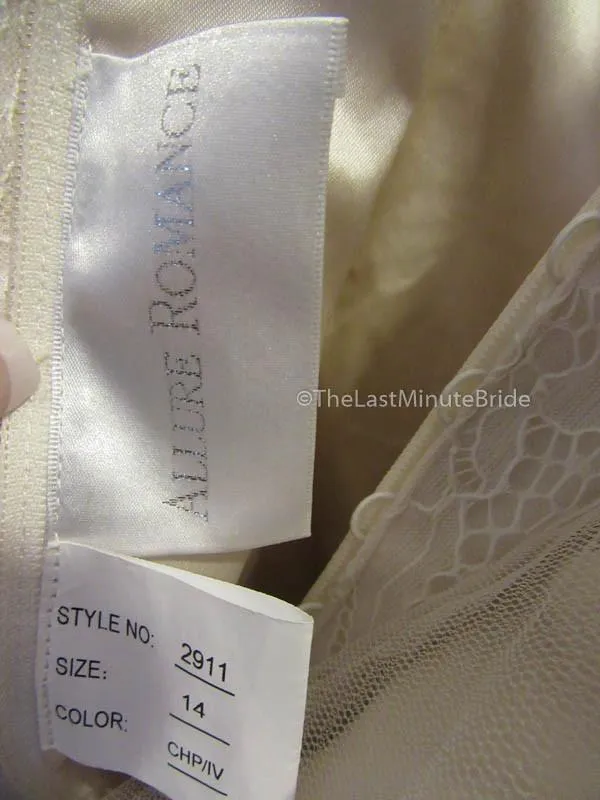 ALLURE ROMANCE
©TheLastMinuteBride
STYLE NO: 2911
SIZE: 14
COLOR: CHP/IV